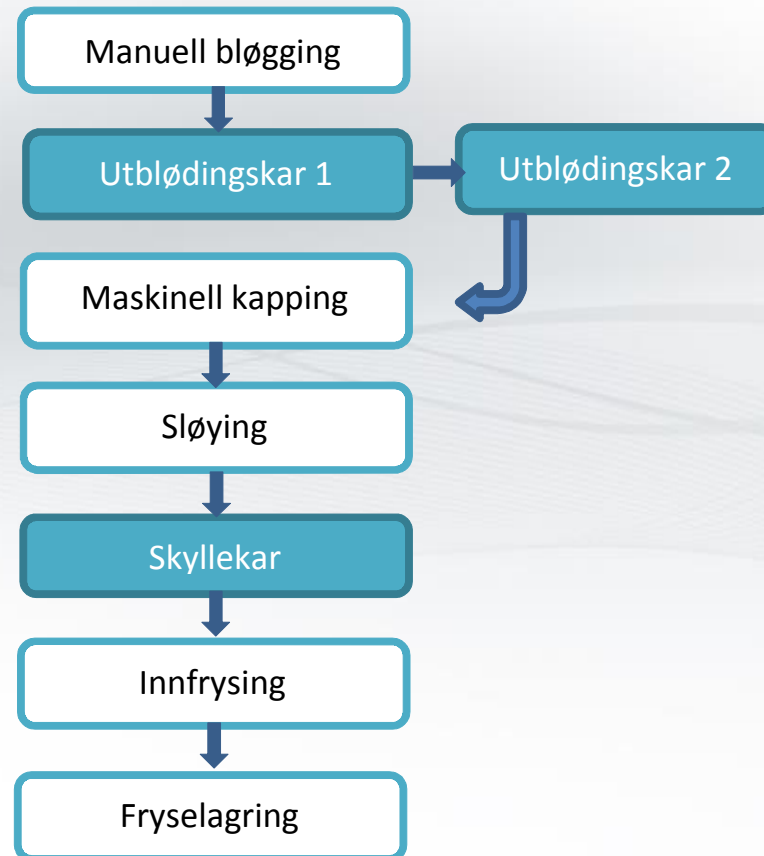 Manuell bløgging
Utblødingskar 1
Utblødingskar 2
Maskinell kapping
Sløying
Skyllekar
Innfrysing
Fryselagring